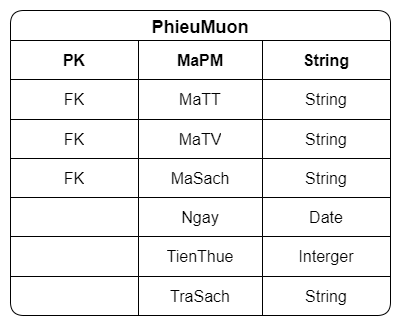 PhieuMuon
PK MaPM String
FK MaTT String
FK MaTV String
FK MaSach String
Ngay Date
TienThue Interger
TraSach String